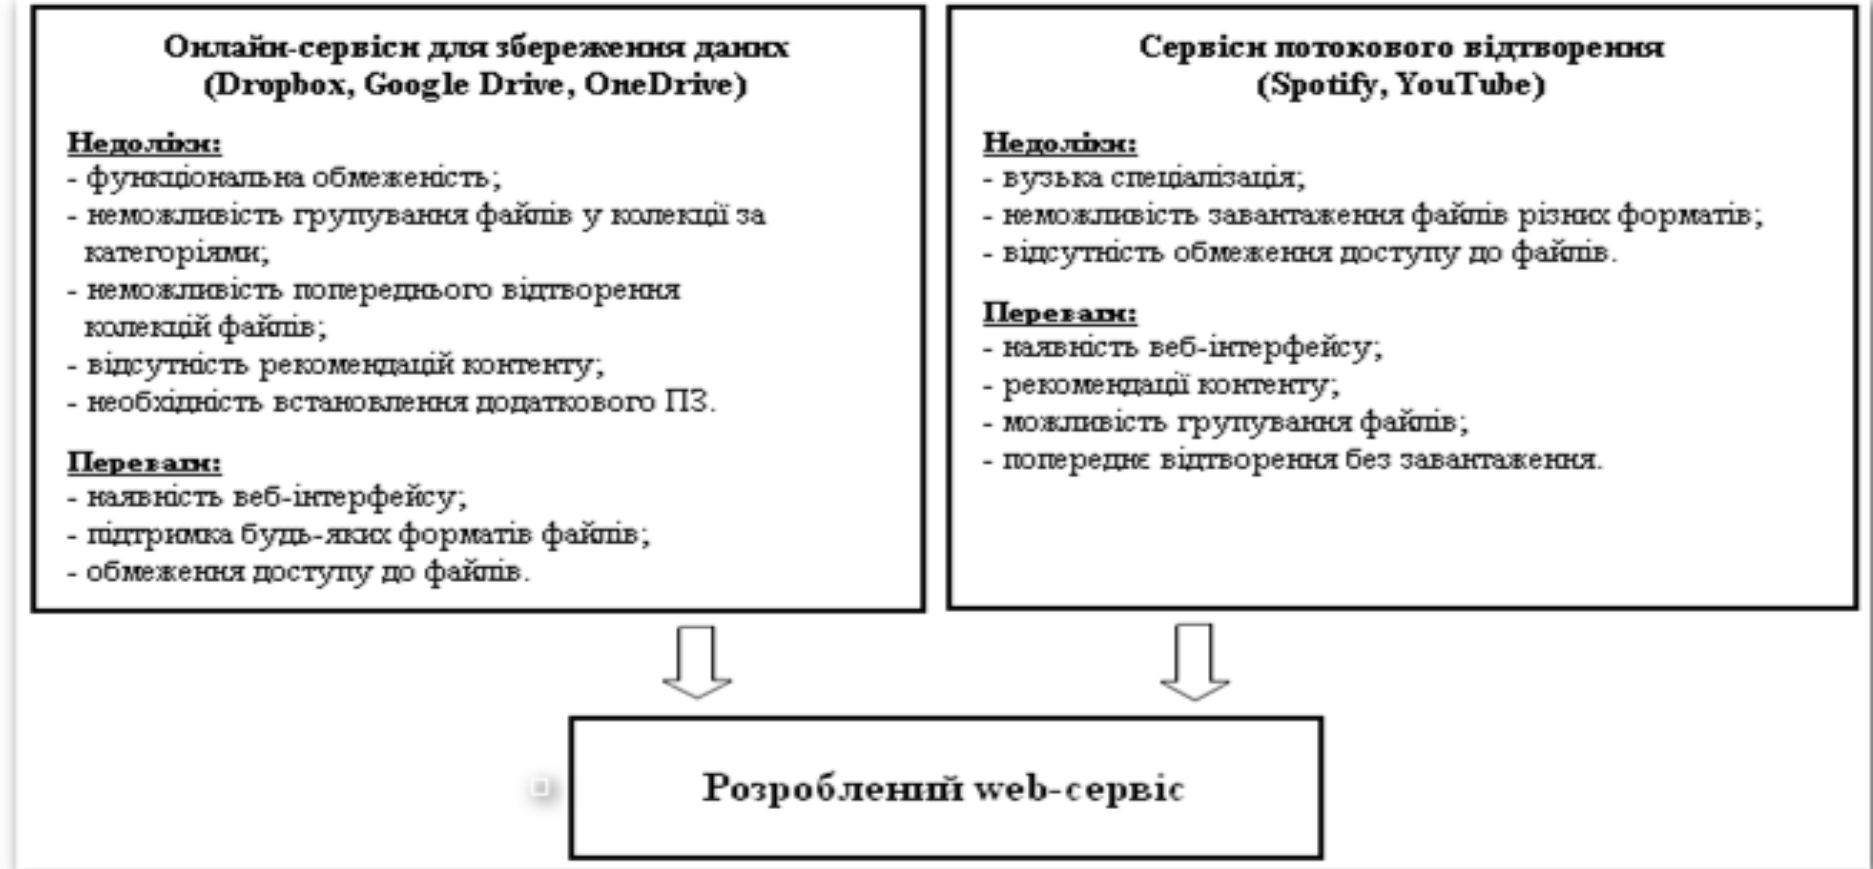 Онлайн-сервіси для збереження даних
(Dropbox, Google Drive, OneDrive)
Недоліки:
- функціональна обмеженість;
- неможливість групування файлів у колекції за
категоріями;
- неможливість попереднього відтворення
колекцій файлів;
- відсутність рекомендацій контенту;
- необхідність встановлення додаткового ПЗ.
Переваги:
- наявність веб-інтерфейсу;
- підтримка будь-яких форматів файлів;
- обмеження доступу до файлів.
Сервіси потокового відтворення
(Spotify, YouTube)
Недоліки:
- вузька спеціалізація;
- неможливість завантаження файлів різних форматів;
- відсутність обмеження доступу до файлів.
Переваги:
- наявність веб-інтерфейсу;
- рекомендації контенту;
- можливість групування файлів;
- попереднє відтворення без завантаження.
Розроблений web-сервіс